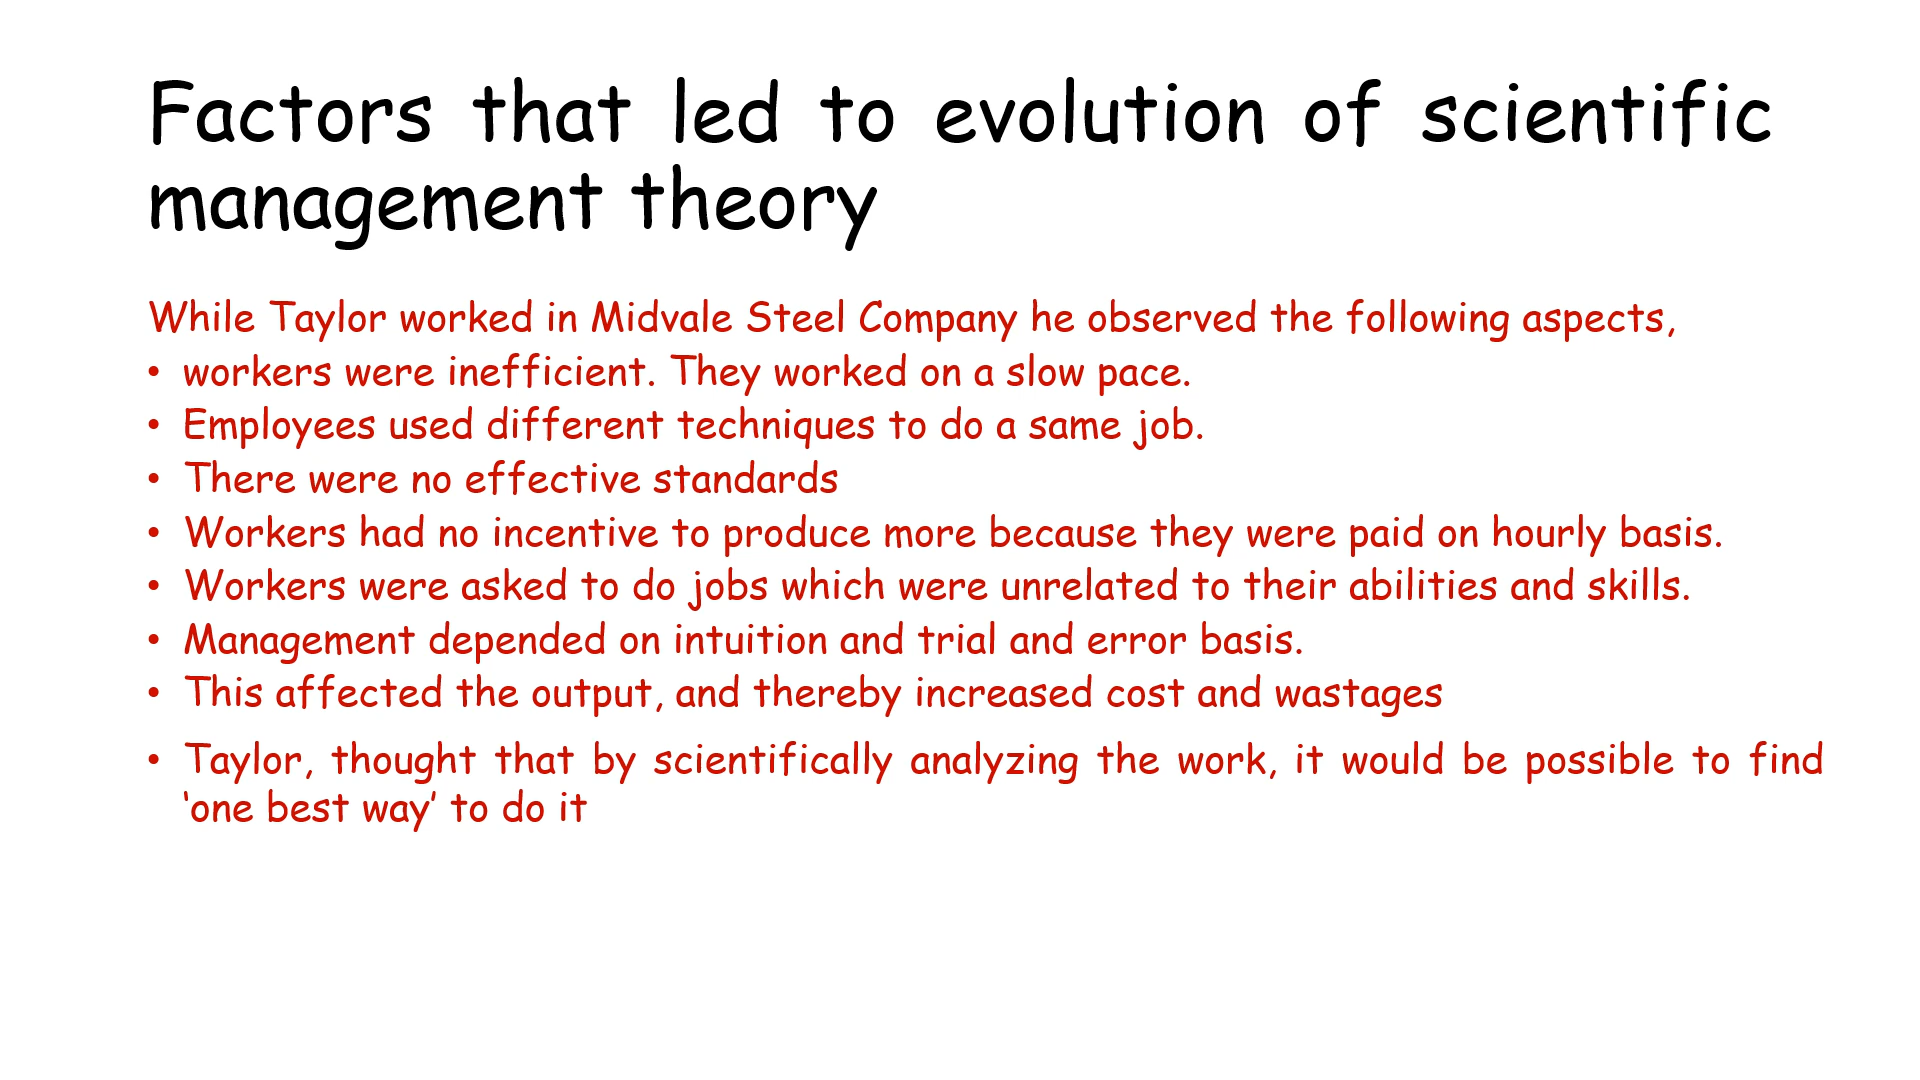 Factors that led to evolution of scientific
management theory
While Taylor worked in Midvale Steel Company he observed the following aspects,
• workers were inefficient. They worked on a slow pace.
• Employees used different techniques to do a same job.
• There were no effective standards
• Workers had no incentive to produce more because they were paid on hourly basis.
• Workers were asked to do jobs which were unrelated to their abilities and skills.
• Management depended on intuition and trial and error basis.
• This affected the output, and thereby increased cost and wastages
• Taylor, thought that by scientifically analyzing the work, it would be possible to find
‘one best way’ to do it